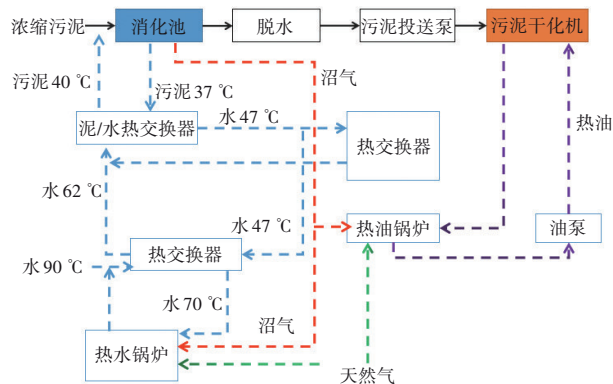 浓缩污泥
消化池
脱水
污泥投送泵
污泥干化机
污泥 40 ℃
污泥 37 ℃
沼气
泥/水热交换器
水 47 ℃
热交换器
热油
水 62 ℃
水 47 ℃
热油锅炉
油泵
热交换器
水 90 ℃
水 70 ℃
沼气
热水锅炉
天然气